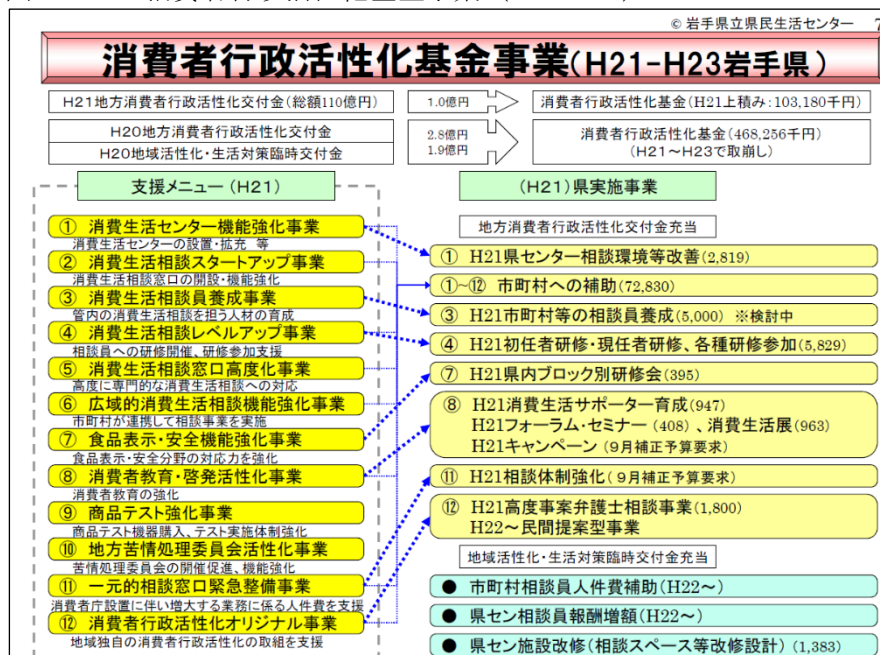 © 岩手県立県民生活センター 7
消費者行政活性化基金事業(H21-H23岩手県)
H21地方消費者行政活性化交付金(総額110億円)
1.0億円
消費者行政活性化基金(H21上積み:103,180千円)
H20地方消費者行政活性化交付金
H20地域活性化・生活対策臨時交付金
2.8億円
1.9億円
消費者行政活性化基金(468,256千円)
(H21~H23で取崩し)
支援メニュー(H21)
① 消費生活センター機能強化事業
消費生活センターの設置・拡充 等
② 消費生活相談スタートアップ事業
消費生活相談窓口の開設・機能強化
③ 消費生活相談員養成事業
管内の消費生活相談を担う人材の育成
④ 消費生活相談レベルアップ事業
相談員への研修開催、研修参加支援
⑤ 消費生活相談窓口高度化事業
高度に専門的な消費生活相談への対応
⑥ 広域的消費生活相談機能強化事業
市町村が連携して相談事業を実施
⑦ 食品表示・安全機能強化事業
食品表示・安全分野の対応力を強化
⑧ 消費者教育・啓発活性化事業
消費者教育の強化
⑨ 商品テスト強化事業
商品テスト機器購入、テスト実施体制強化
⑩ 地方苦情処理委員会活性化事業
苦情処理委員会の開催促進、機能強化
⑪ 一元的相談窓口緊急整備事業
消費者庁設置に伴い増大する業務に係る人件費を支援
⑫ 消費者行政活性化オリジナル事業
地域独自の消費者行政活性化の取組を支援
(H21)県実施事業
地方消費者行政活性化交付金充当
① H21県センター相談環境等改善(2,819)
①~⑫ 市町村への補助(72,830)
③ H21市町村等の相談員養成(5,000) ※検討中
④ H21初任者研修・現任者研修、各種研修参加(5,829)
⑦ H21県内ブロック別研修会(395)
⑧ H21消費生活サポーター育成(947)
H21フォーラム・セミナー(408)、消費生活展(963)
H21キャンペーン(9月補正予算要求)
⑪ H21相談体制強化(9月補正予算要求)
⑫ H21高度事案弁護士相談事業(1,800)
H22~民間提案型事業
地域活性化・生活対策臨時交付金充当
● 市町村相談員人件費補助(H22~)
● 県セン相談員報酬増額(H22~)
● 県セン施設改修(相談スペース等改修設計)(1,383)